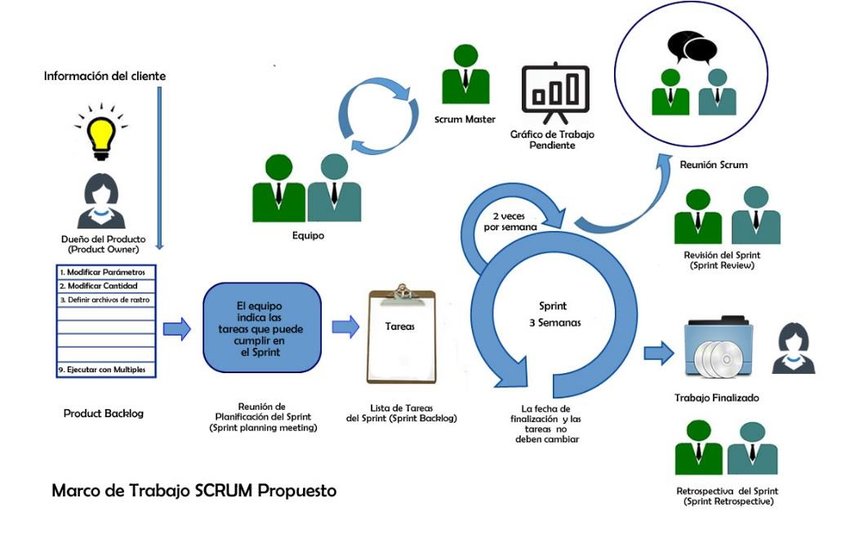 Información del cliente
Dueño del Producto
(Product Owner)
1. Modificar Parámetros
2. Modificar Cantidad
3. Definir archivos de rastro
9. Ejecutar con Multiples
Product Backlog
Equipo
Scrum Master
Gráfico de Trabajo
Pendiente
Reunión Scrum
El equipo
indica las
tareas que puede
cumplir en
el Sprint
Reunión de
Planificación del Sprint
(Sprint planning meeting)
Tareas
Lista de Tareas
del Sprint (Sprint Backlog)
2 veces
por semana
Sprint
3 Semanas
La fecha de
finalización y las
tareas no
deben cambiar
Revisión del Sprint
(Sprint Review)
Trabajo Finalizado
Retrospectiva del Sprint
(Sprint Retrospective)
Marco de Trabajo SCRUM Propuesto